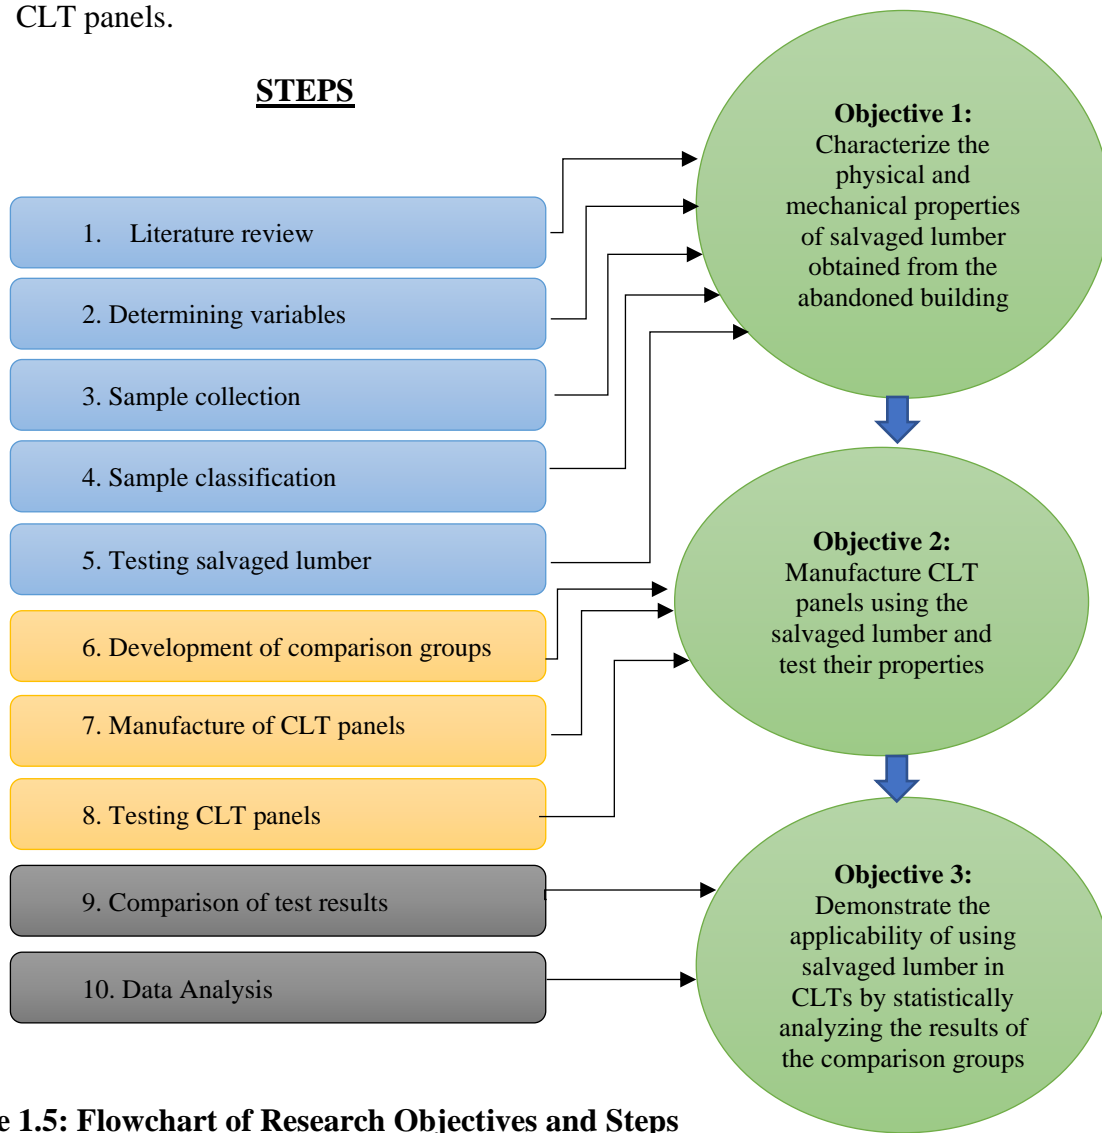 CLT panels.
STEPS
1. Literature review
2. Determining variables
3. Sample collection
4. Sample classification
5. Testing salvaged lumber
6. Development of comparison groups
7. Manufacture of CLT panels
8. Testing CLT panels
9. Comparison of test results
10. Data Analysis
Objective 1:
Characterize the
physical and
mechanical properties
of salvaged lumber
obtained from the
abandoned building
Objective 2:
Manufacture CLT
panels using the
salvaged lumber and
test their properties
Objective 3:
Demonstrate the
applicability of using
salvaged lumber in
CLTs by statistically
analyzing the results of
the comparison groups
e 1.5: Flowchart of Research Objectives and Steps